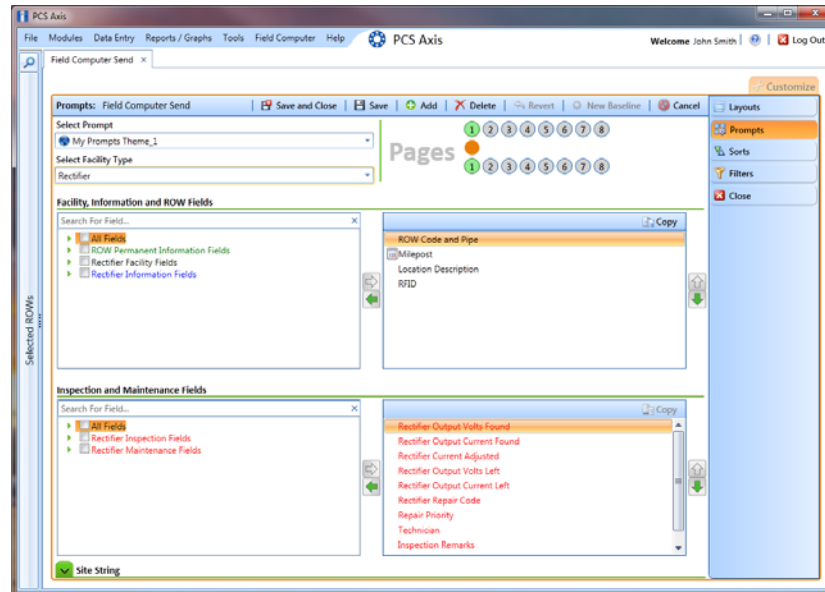 PCS Axis
File Modules Data Entry Reports / Graphs Tools Field Computer Help PCS Axis Welcome John Smith | Log Out
Field Computer Send ×
Customize
Prompts: Field Computer Send | Save and Close | Save | Add | Delete | Revert | New Baseline | Cancel
Layouts
Prompts
Sorts
Filters
Close
Select Prompt
My Prompts Theme_1
Select Facility Type
Rectifier
Pages
1 2 3 4 5 6 7 8
1 2 3 4 5 6 7 8
Facility, Information and ROW Fields
Search For Field... ×
All Fields
ROW Permanent Information Fields
Rectifier Facility Fields
Rectifier Information Fields
Copy
ROW Code and Pipe
Milepost
Location Description
RFID
Selected ROWs
Inspection and Maintenance Fields
Search For Field... ×
All Fields
Rectifier Inspection Fields
Rectifier Maintenance Fields
Copy
Rectifier Output Volts Found
Rectifier Output Current Found
Rectifier Current Adjusted
Rectifier Output Volts Left
Rectifier Output Current Left
Rectifier Repair Code
Repair Priority
Technician
Inspection Remarks
Site String